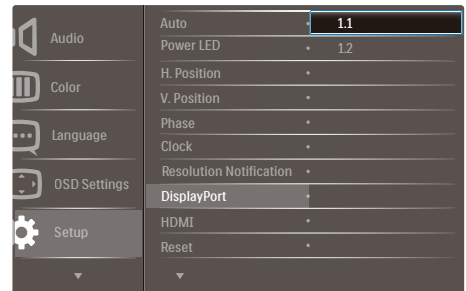 Audio
Color
Language
OSD Settings
Setup
Auto
Power LED
H. Position
V. Position
Phase
Clock
Resolution Notification
DisplayPort
HDMI
Reset
1.1
1.2